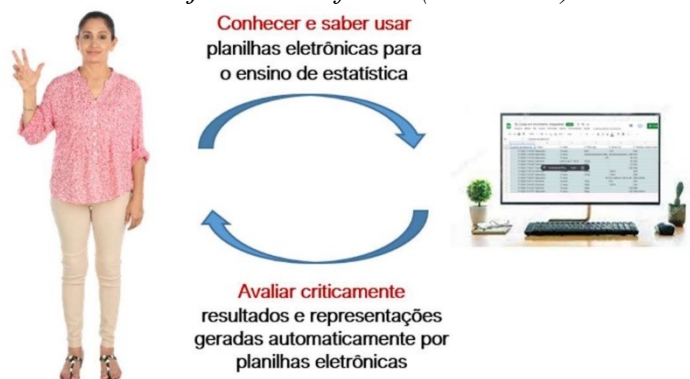 Conhecer e saber usar
planilhas eletrônicas para
o ensino de estatística
Avaliar criticamente
resultados e representações
geradas automaticamente por
planilhas eletrônicas